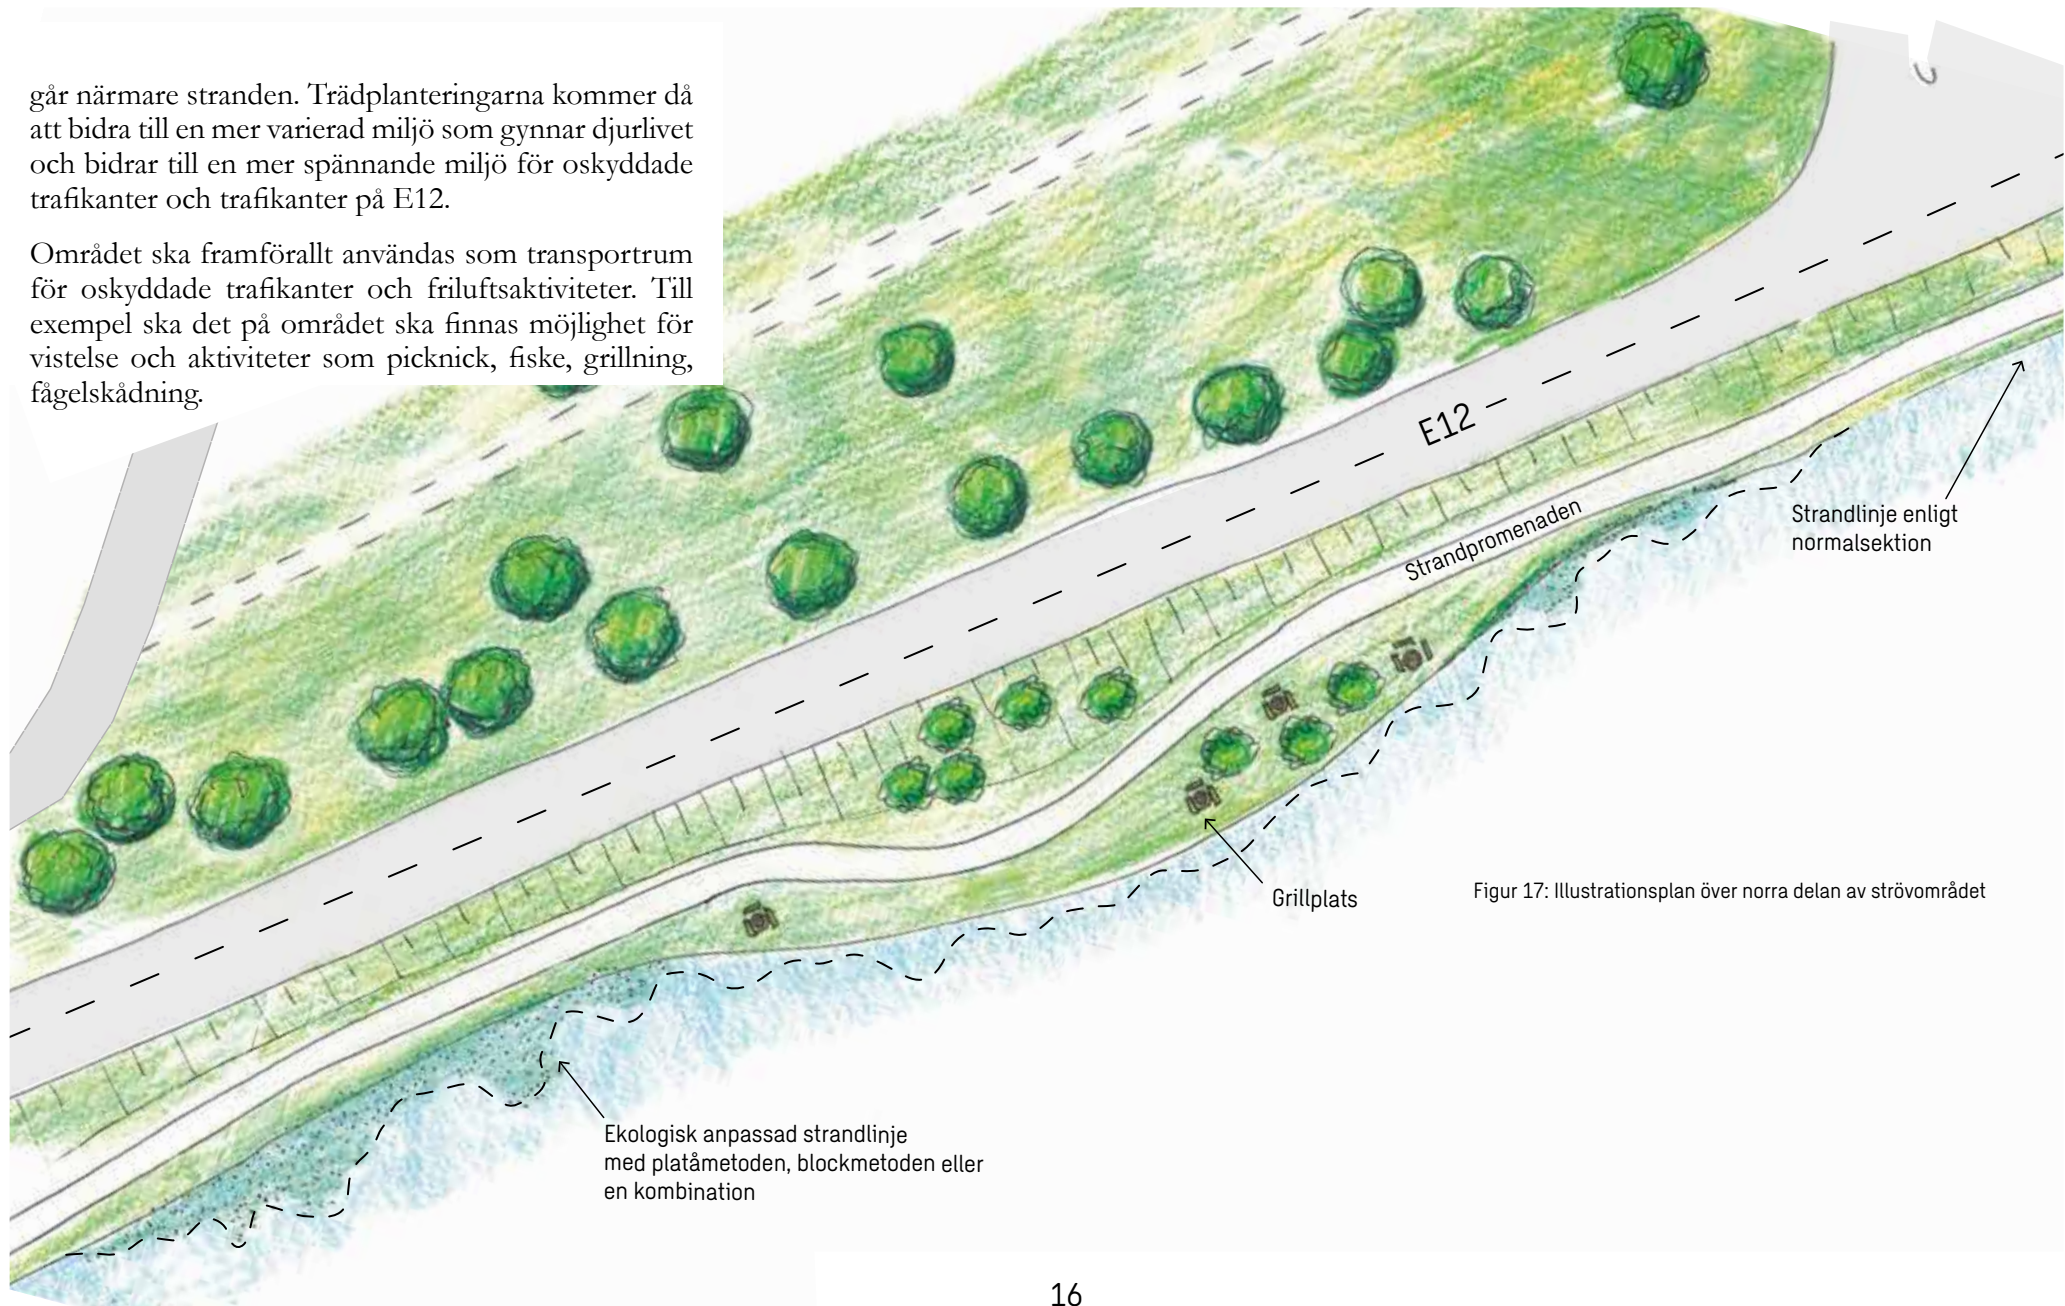 går närmare stranden. Trädplanteringarna kommer då
att bidra till en mer varierad miljö som gynnar djurlivet
och bidrar till en mer spännande miljö för oskyddade
trafikanter och trafikanter på E12.
Området ska framförallt användas som transportrum
för oskyddade trafikanter och friluftsaktiviteter. Till
exempel ska det på området ska finnas möjlighet för
vistelse och aktiviteter som picknick, fiske, grillning,
fågelskådning.
E12
Strandpromenaden
Strandlinje enligt
normalsektion
Grillplats
Figur 17: Illustrationsplan över norra delan av strövområdet
Ekologisk anpassad strandlinje
med platåmetoden, blockmetoden eller
en kombination
16